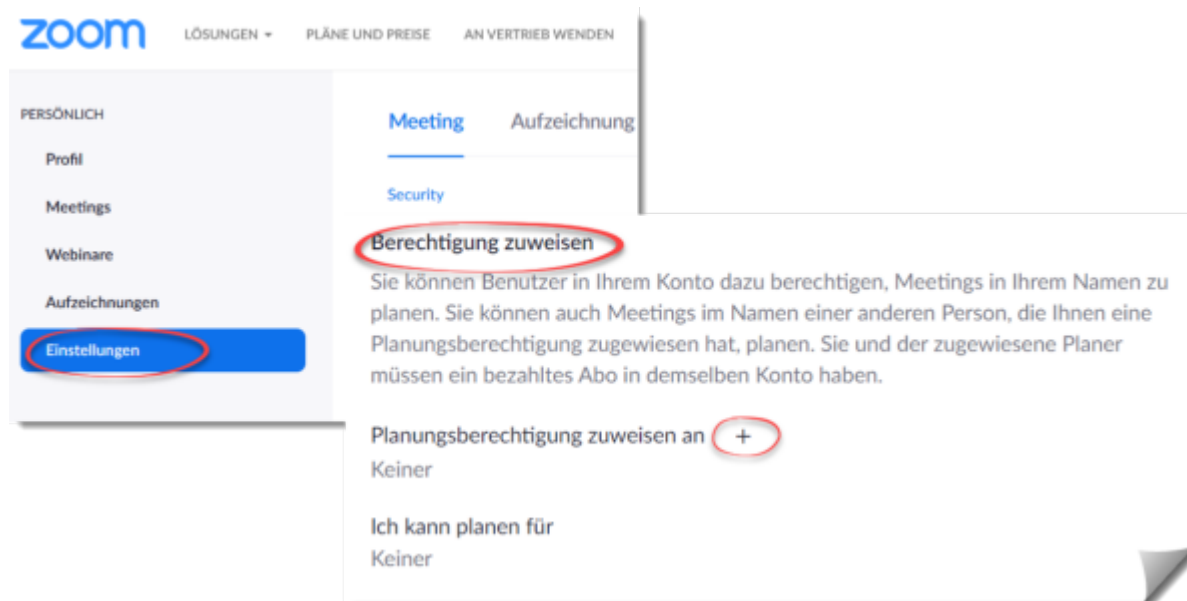 zoom LÖSUNGEN PLÄNE UND PREISE AN VERTRIEB WENDEN
PERSÖNLICH
Profil
Meetings
Webinare
Aufzeichnungen
Einstellungen
Meeting Aufzeichnung
Security
Berechtigung zuweisen
Sie können Benutzer in Ihrem Konto dazu berechtigen, Meetings in Ihrem Namen zu
planen. Sie können auch Meetings im Namen einer anderen Person, die Ihnen eine
Planungsberechtigung zugewiesen hat, planen. Sie und der zugewiesene Planer
müssen ein bezahltes Abo in demselben Konto haben.
Planungsberechtigung zuweisen an +
Keiner
Ich kann planen für
Keiner